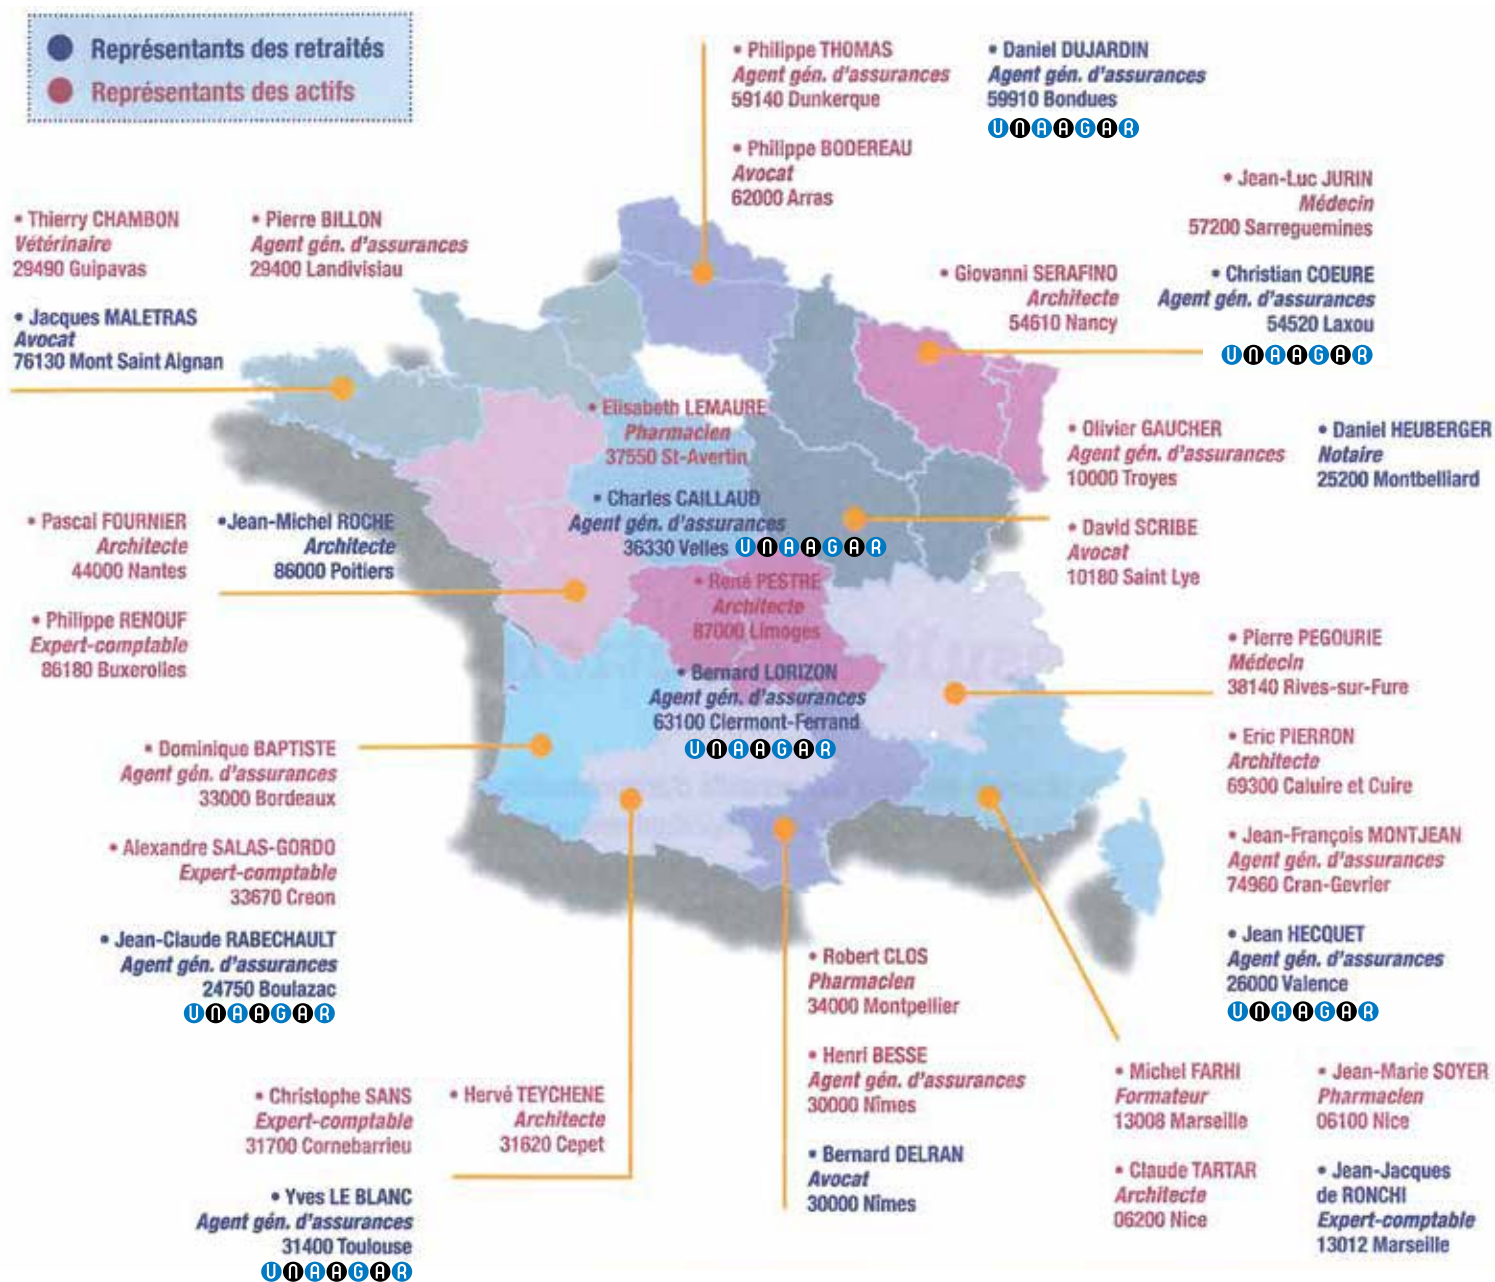 Représentants des retraités
Représentants des actifs
• Philippe THOMAS
Agent gén. d'assurances
59140 Dunkerque
• Daniel DUJARDIN
Agent gén. d'assurances
59910 Bondues
UNAAGAR
• Philippe BODEREAU
Avocat
62000 Arras
• Jean-Luc JURIN
Médecin
57200 Sarreguemines
• Thierry CHAMBON
Vétérinaire
29490 Guipavas
• Pierre BILLON
Agent gén. d'assurances
29400 Landivisiau
• Giovanni SERAFINO
Architecte
54610 Nancy
• Christian COEURE
Agent gén. d'assurances
54520 Laxou
UNAAGAR
• Jacques MALETRAS
Avocat
76130 Mont Saint Aignan
• Elisabeth LEMAURE
Pharmacien
37550 St-Avertin
• Olivier GAUCHER
Agent gén. d'assurances
10000 Troyes
• Daniel HEUBERGER
Notaire
25200 Montbelliard
• Charles CAILLAUD
Agent gén. d'assurances
36330 Velles UNAAGAR
• Pascal FOURNIER
Architecte
44000 Nantes
• Jean-Michel ROCHE
Architecte
86000 Poitiers
• David SCRIBE
Avocat
10180 Saint Lye
• René PESTRE
Architecte
87000 Limoges
• Philippe RENOUF
Expert-comptable
86180 Buxerolles
• Pierre PEGOURIE
Médecin
38140 Rives-sur-Fure
• Bernard LORIZON
Agent gén. d'assurances
63100 Clermont-Ferrand
UNAAGAR
• Dominique BAPTISTE
Agent gén. d'assurances
33000 Bordeaux
• Eric PIERRON
Architecte
69300 Caluire et Cuire
• Alexandre SALAS-GORDO
Expert-comptable
33670 Creon
• Jean-François MONTJEAN
Agent gén. d'assurances
74960 Cran-Gevrier
• Jean-Claude RABECHAULT
Agent gén. d'assurances
24750 Boulazac
UNAAGAR
• Jean HECQUET
Agent gén. d'assurances
26000 Valence
UNAAGAR
• Robert CLOS
Pharmacien
34000 Montpellier
• Henri BESSE
Agent gén. d'assurances
30000 Nîmes
• Bernard DELRAN
Avocat
30000 Nîmes
• Christophe SANS
Expert-comptable
31700 Cornebarrieu
• Hervé TEYCHENE
Architecte
31620 Cepet
• Yves LE BLANC
Agent gén. d'assurances
31400 Toulouse
UNAAGAR
• Michel FARHI
Formateur
13008 Marseille
• Jean-Marie SOYER
Pharmacien
06100 Nice
• Claude TARTAR
Architecte
06200 Nice
• Jean-Jacques
de RONCHI
Expert-comptable
13012 Marseille